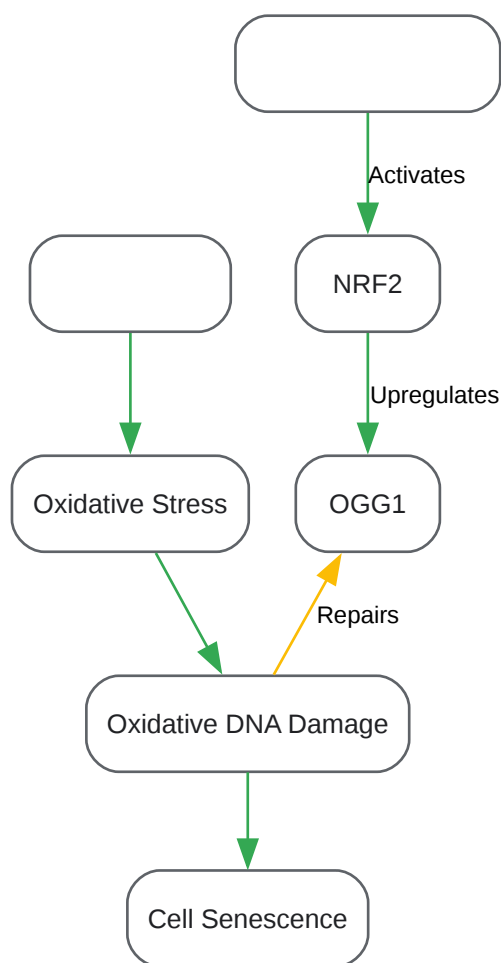 Activates
NRF2
Upregulates
Oxidative Stress
OGG1
Repairs
Oxidative DNA Damage
Cell Senescence